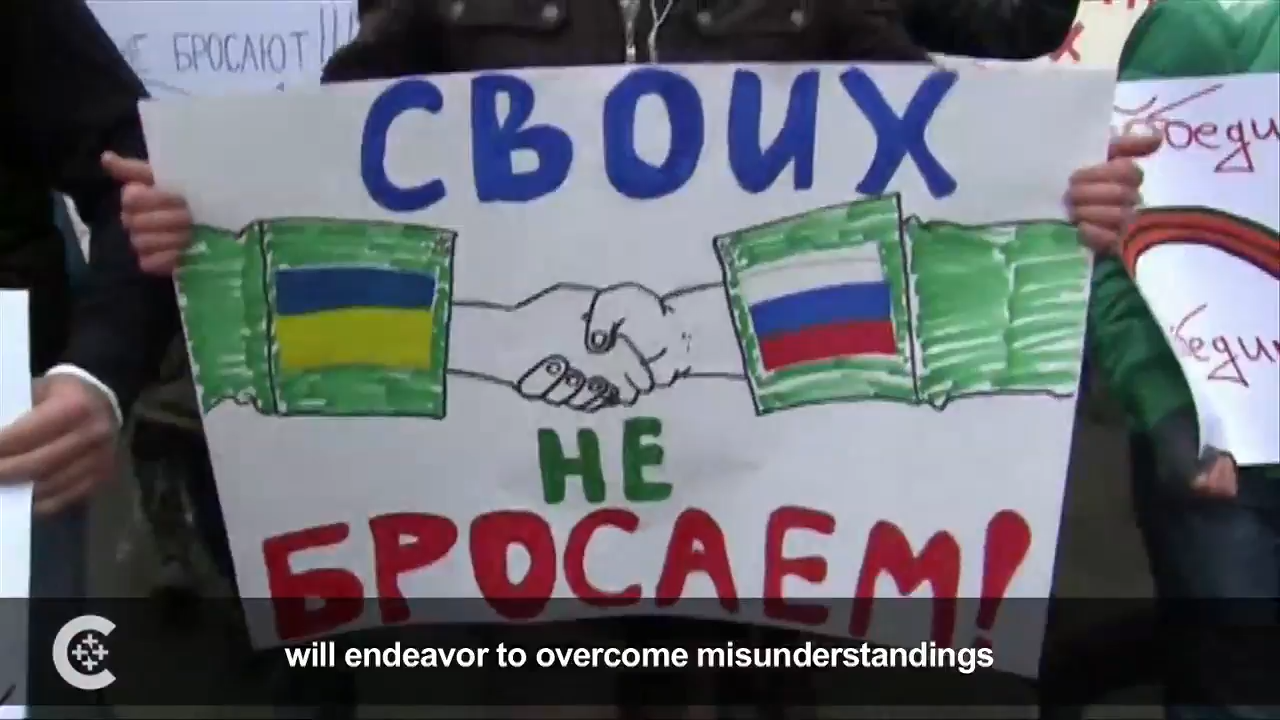 БРОСАЮТ!!!
СВОИХ
НЕ
БРОСАЕМ!
will endeavor to overcome misunderstandings